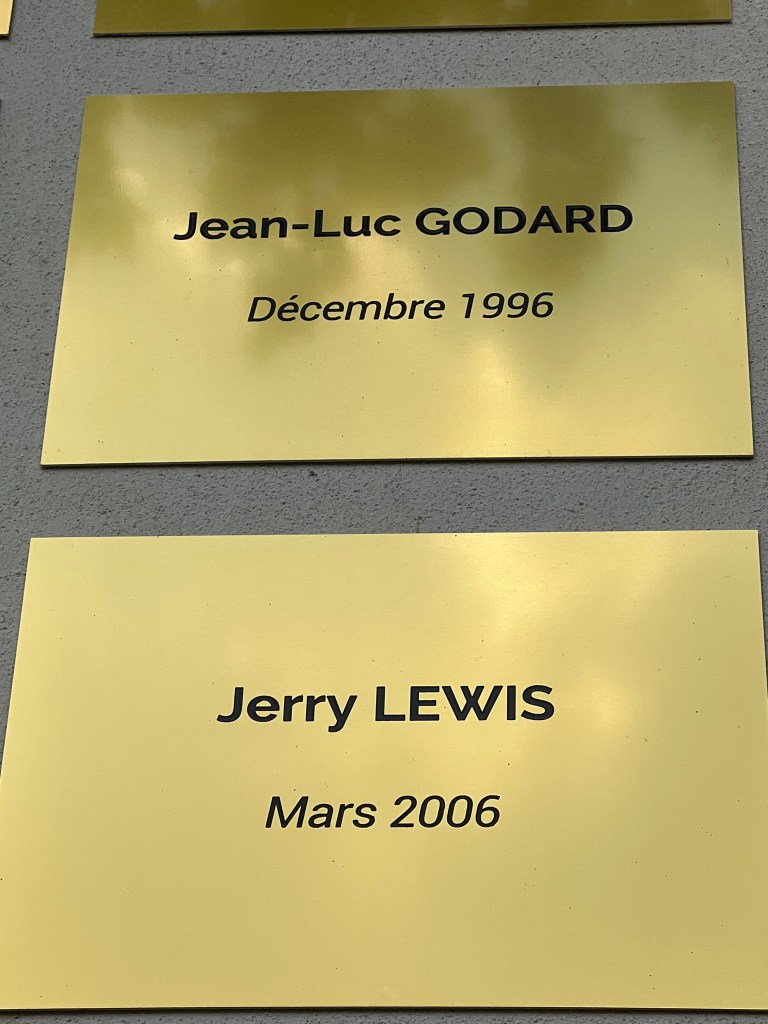 Jean-Luc GODARD
Décembre 1996
Jerry LEWIS
Mars 2006